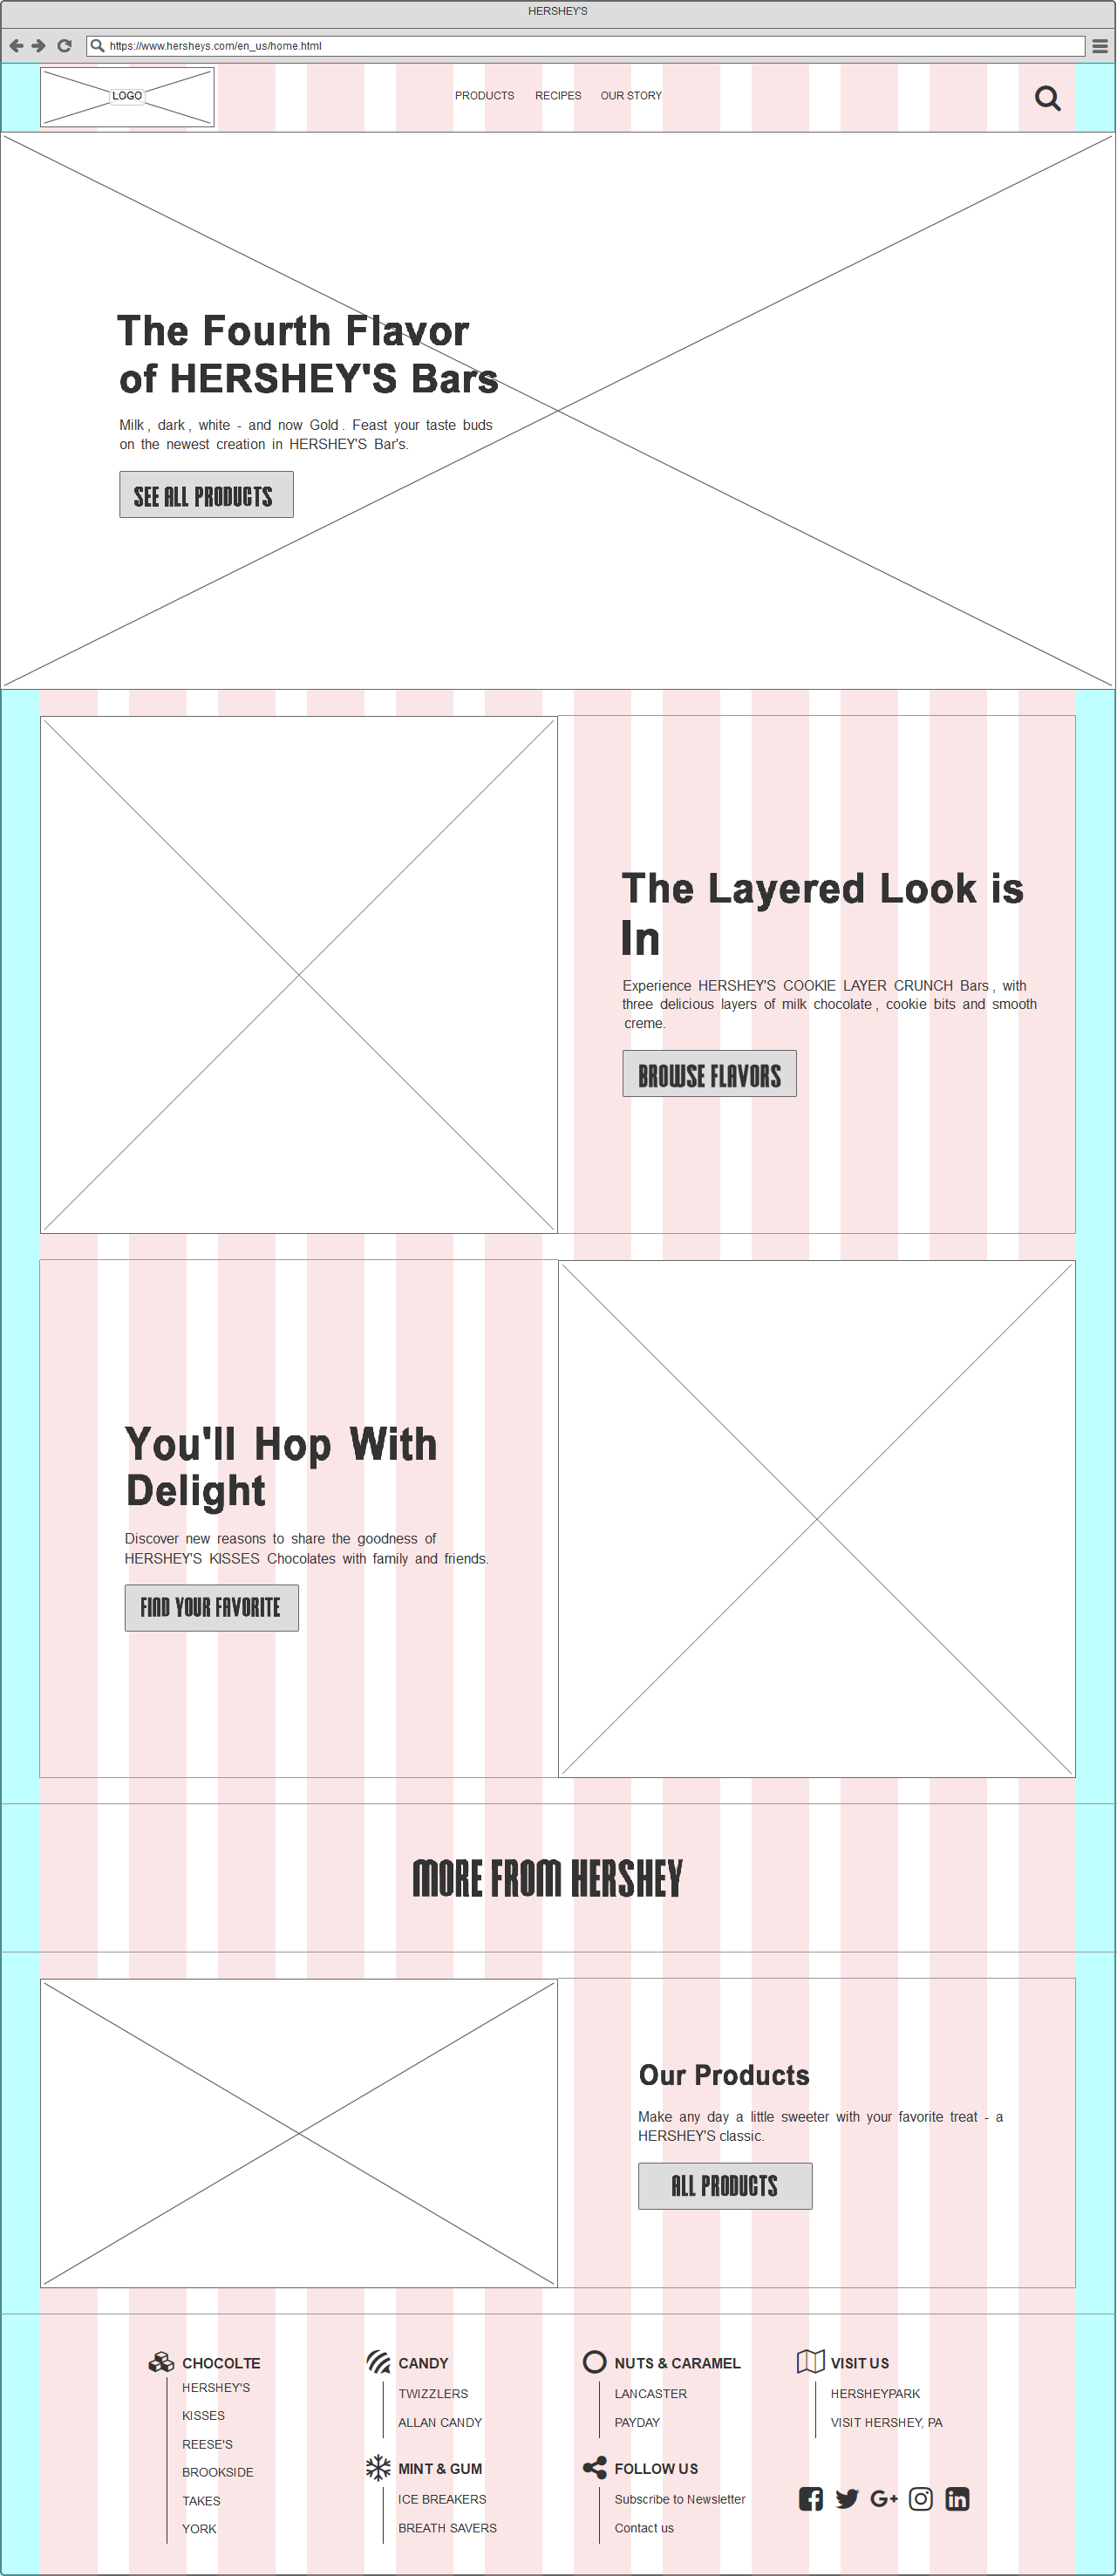 HERSHEY'S
https://www.hersheys.com/en_us/home.html
LOGO
PRODUCTS
RECIPES
OUR STORY
The Fourth Flavor
of HERSHEY'S Bars
Milk, dark, white - and now Gold. Feast your taste buds
on the newest creation in HERSHEY'S Bar's.
SEE ALL PRODUCTS
The Layered Look is
In
Experience HERSHEY'S COOKIE LAYER CRUNCH Bars, with
three delicious layers of milk chocolate, cookie bits and smooth
creme.
BROWSE FLAVORS
You'll Hop With
Delight
Discover new reasons to share the goodness of
HERSHEY'S KISSES Chocolates with family and friends.
FIND YOUR FAVORITE
MORE FROM HERSHEY
Our Products
Make any day a little sweeter with your favorite treat - a
HERSHEY'S classic.
ALL PRODUCTS
CHOCOLTE
HERSHEY'S
KISSES
REESE'S
BROOKSIDE
TAKES
YORK
CANDY
TWIZZLERS
ALLAN CANDY
MINT & GUM
ICE BREAKERS
BREATH SAVERS
NUTS & CARAMEL
LANCASTER
PAYDAY
FOLLOW US
Subscribe to Newsletter
Contact us
VISIT US
HERSHEYPARK
VISIT HERSHEY, PA